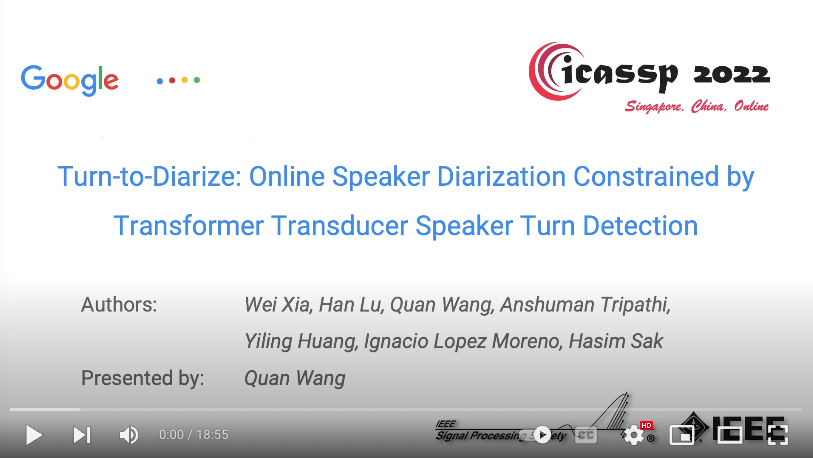 Google
icassp 2022
Singapore, China, Online
Turn-to-Diarize: Online Speaker Diarization Constrained by
Transformer Transducer Speaker Turn Detection
Authors: Wei Xia, Han Lu, Quan Wang, Anshuman Tripathi,
Yiling Huang, Ignacio Lopez Moreno, Hasim Sak
Presented by: Quan Wang
0:00 / 18:55
IEEE
Signal Processing Society
CC
HD
®
IEEE